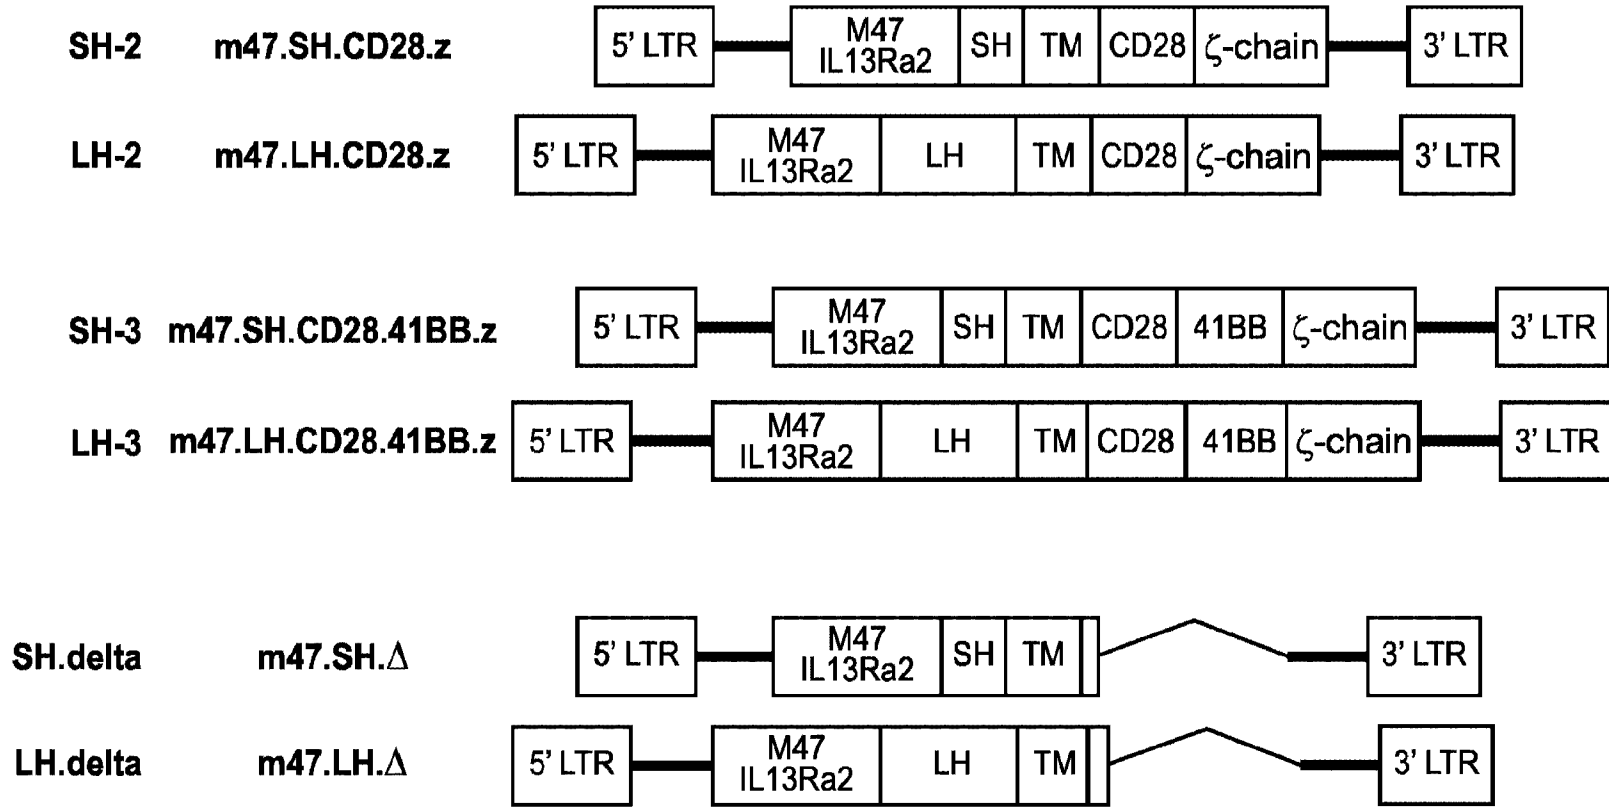 SH-2 m47.SH.CD28.z 5' LTR M47 IL13Ra2 SH TM CD28 ζ-chain 3' LTR
LH-2 m47.LH.CD28.z 5' LTR M47 IL13Ra2 LH TM CD28 ζ-chain 3' LTR
SH-3 m47.SH.CD28.41BB.z 5' LTR M47 IL13Ra2 SH TM CD28 41BB ζ-chain 3' LTR
LH-3 m47.LH.CD28.41BB.z 5' LTR M47 IL13Ra2 LH TM CD28 41BB ζ-chain 3' LTR
SH.delta m47.SH.Δ 5' LTR M47 IL13Ra2 SH TM 3' LTR
LH.delta m47.LH.Δ 5' LTR M47 IL13Ra2 LH TM 3' LTR